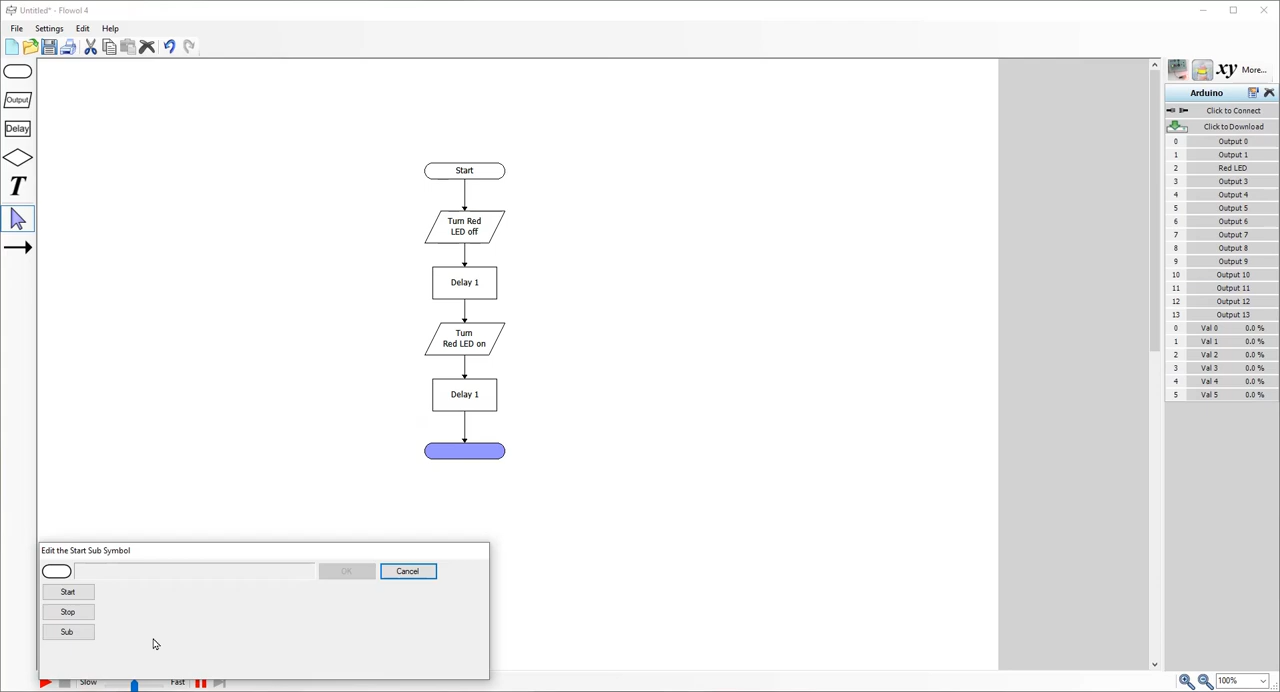 Untitled* - Flowol 4
File Settings Edit Help
xy More...
Output
Delay
T
Arduino
Click to Connect
Click to Download
0 Output 0
1 Output 1
2 Red LED
3 Output 3
4 Output 4
5 Output 5
6 Output 6
7 Output 7
8 Output 8
9 Output 9
10 Output 10
11 Output 11
12 Output 12
13 Output 13
0 Val 0 0.0 %
1 Val 1 0.0 %
2 Val 2 0.0 %
3 Val 3 0.0 %
4 Val 4 0.0 %
5 Val 5 0.0 %
Start
Turn Red
LED off
Delay 1
Turn
Red LED on
Delay 1
Edit the Start Sub Symbol
OK Cancel
Start
Stop
Sub
Slow Fast
100%